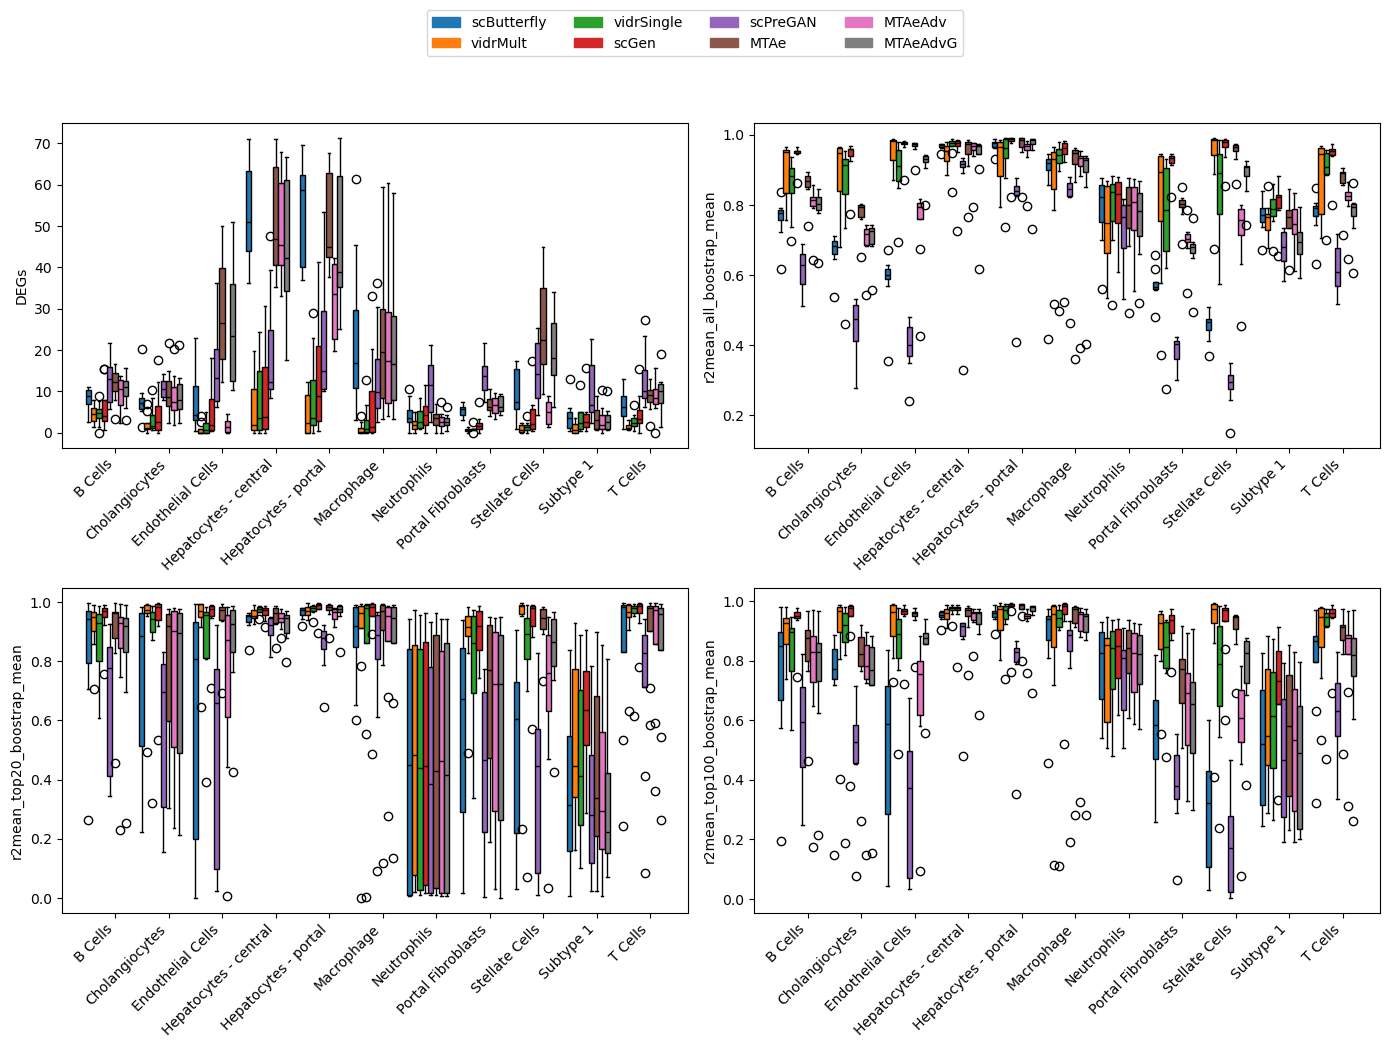 scButterfly vidrSingle scPreGAN MTAeAdv
vidrMult scGen MTAe MTAeAdvG
DEGs
70
60
50
40
30
20
10
0
B Cells
Cholangiocytes
Endothelial Cells
Hepatocytes - central
Hepatocytes - portal
Macrophage
Neutrophils
Portal Fibroblasts
Stellate Cells
Subtype 1
T Cells
r2mean_all_boostrap_mean
1.0
0.8
0.6
0.4
0.2
B Cells
Cholangiocytes
Endothelial Cells
Hepatocytes - central
Hepatocytes - portal
Macrophage
Neutrophils
Portal Fibroblasts
Stellate Cells
Subtype 1
T Cells
r2mean_top20_boostrap_mean
1.0
0.8
0.6
0.4
0.2
0.0
B Cells
Cholangiocytes
Endothelial Cells
Hepatocytes - central
Hepatocytes - portal
Macrophage
Neutrophils
Portal Fibroblasts
Stellate Cells
Subtype 1
T Cells
r2mean_top100_boostrap_mean
1.0
0.8
0.6
0.4
0.2
0.0
B Cells
Cholangiocytes
Endothelial Cells
Hepatocytes - central
Hepatocytes - portal
Macrophage
Neutrophils
Portal Fibroblasts
Stellate Cells
Subtype 1
T Cells